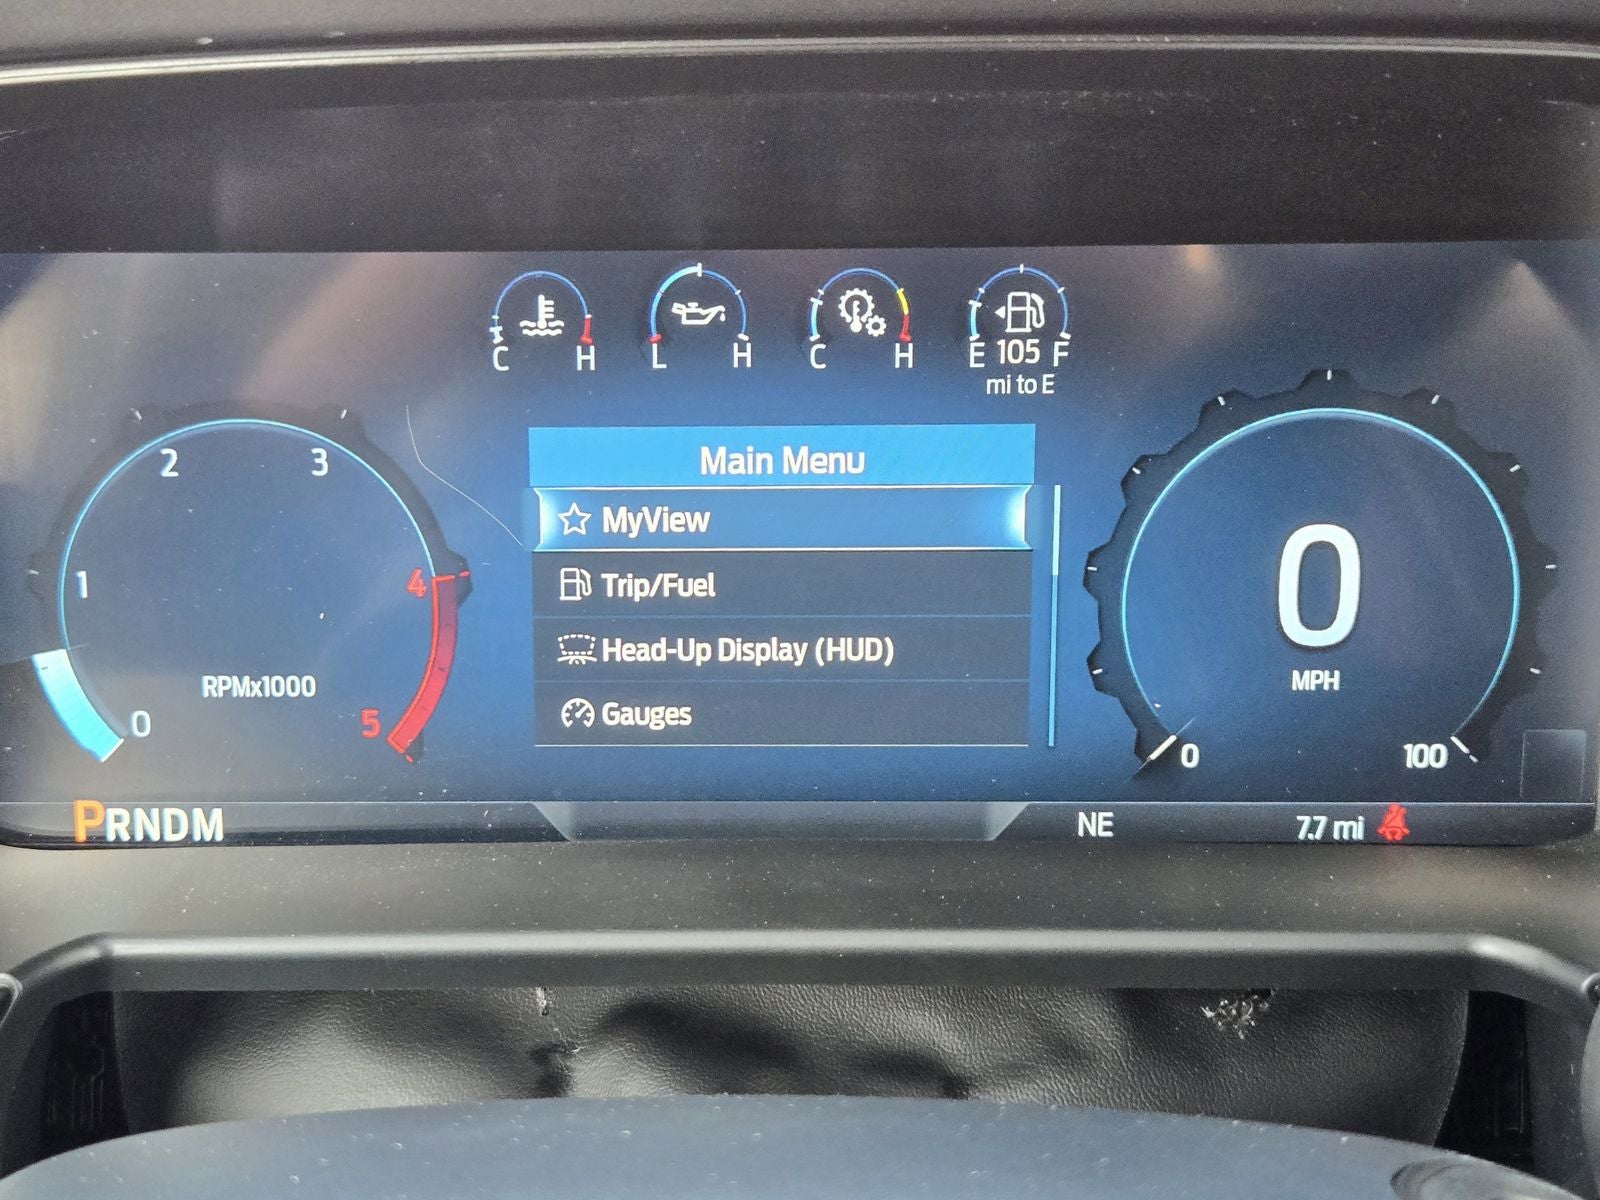 C H L H C H E 105 F
mi to E
Main Menu
MyView
Trip/Fuel
Head-Up Display (HUD)
Gauges
2 3
1 4
RPMx1000
0 5
0
MPH
0 100
PRNDM
NE
7.7 mi